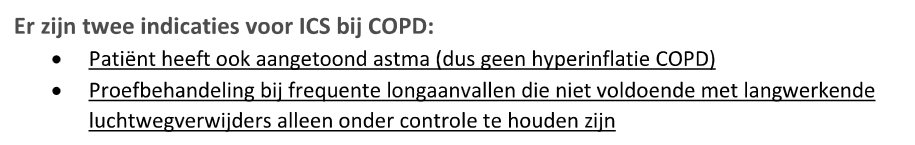 Er zijn twee indicaties voor ICS bij COPD:
• Patiënt heeft ook aangetoond astma (dus geen hyperinflatie COPD)
• Proefbehandeling bij frequente longaanvallen die niet voldoende met langwerkende
luchtwegverwijders alleen onder controle te houden zijn